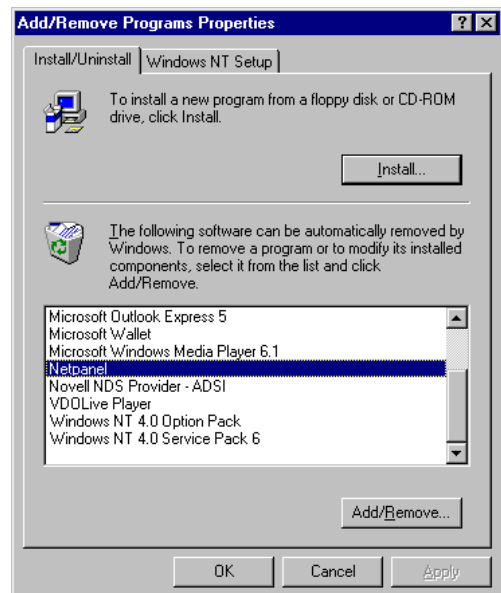 Add/Remove Programs Properties
Install/Uninstall
Windows NT Setup
To install a new program from a floppy disk or CD-ROM
drive, click Install.
Install...
The following software can be automatically removed by
Windows. To remove a program or to modify its installed
components, select it from the list and click
Add/Remove.
Microsoft Outlook Express 5
Microsoft Wallet
Microsoft Windows Media Player 6.1
Netpanel
Novell NDS Provider - ADSI
VDOLive Player
Windows NT 4.0 Option Pack
Windows NT 4.0 Service Pack 6
Add/Remove...
OK
Cancel
Apply